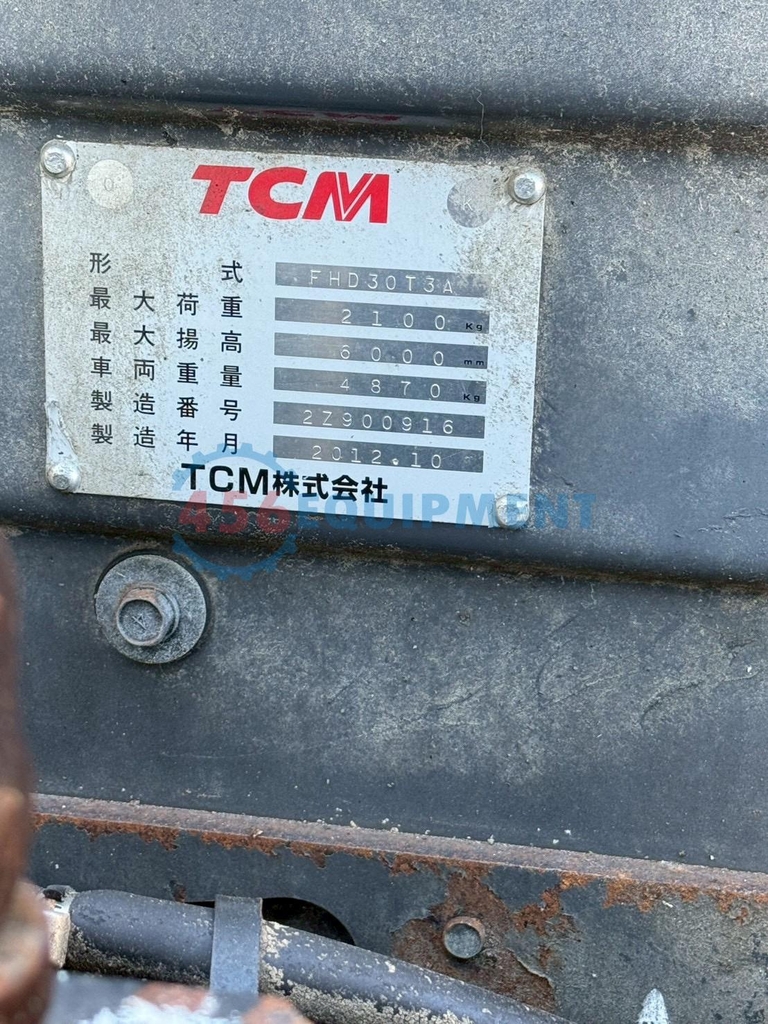 TCM
形式 FHD30T3A
最大荷重 2100 Kg
最大揚高 6000 mm
車両重量 4870 Kg
製造番号 2Z900916
製造年月 2012.10
TCM株式会社
456EQUIPMENT